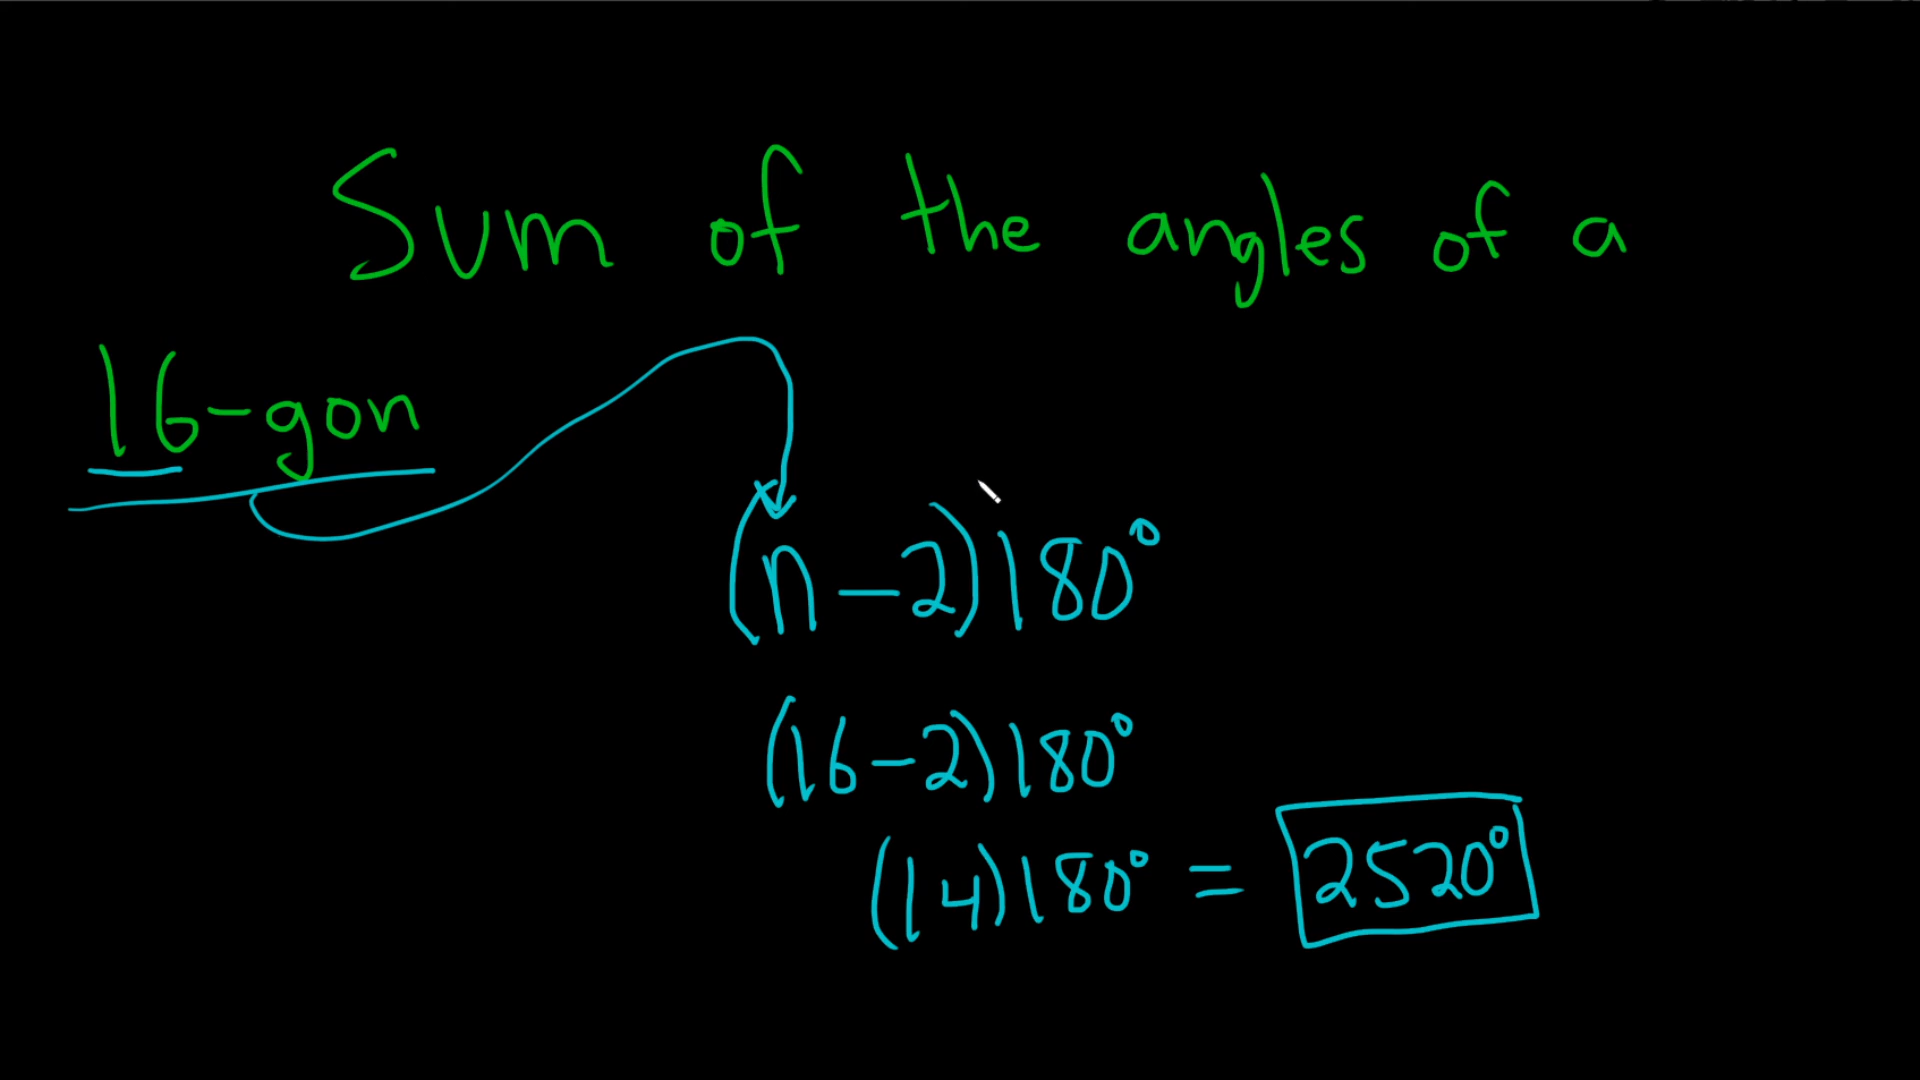 Sum of the angles of a
16-gon
(n-2)180°
(16-2)180°
(14)180° = 2520°